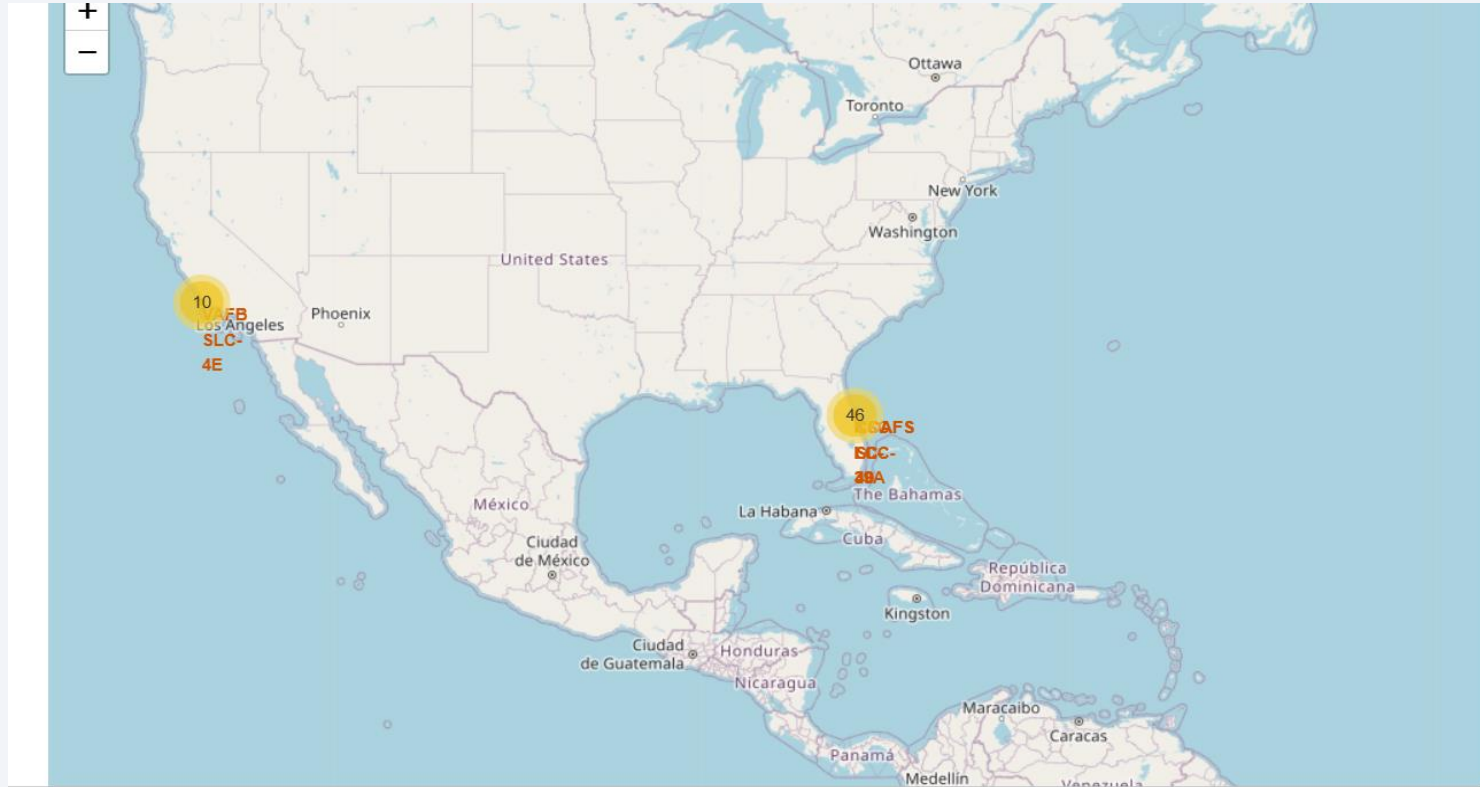 +
−
Ottawa
Toronto
New York
Washington
United States
10
VAFB
Los Angeles
SLC-
4E
Phoenix
46
The Bahamas
La Habana
Cuba
México
Ciudad
de México
República
Dominicana
Kingston
Ciudad
de Guatemala
Honduras
Nicaragua
Maracaibo
Caracas
Panamá
Medellín
Venezuela